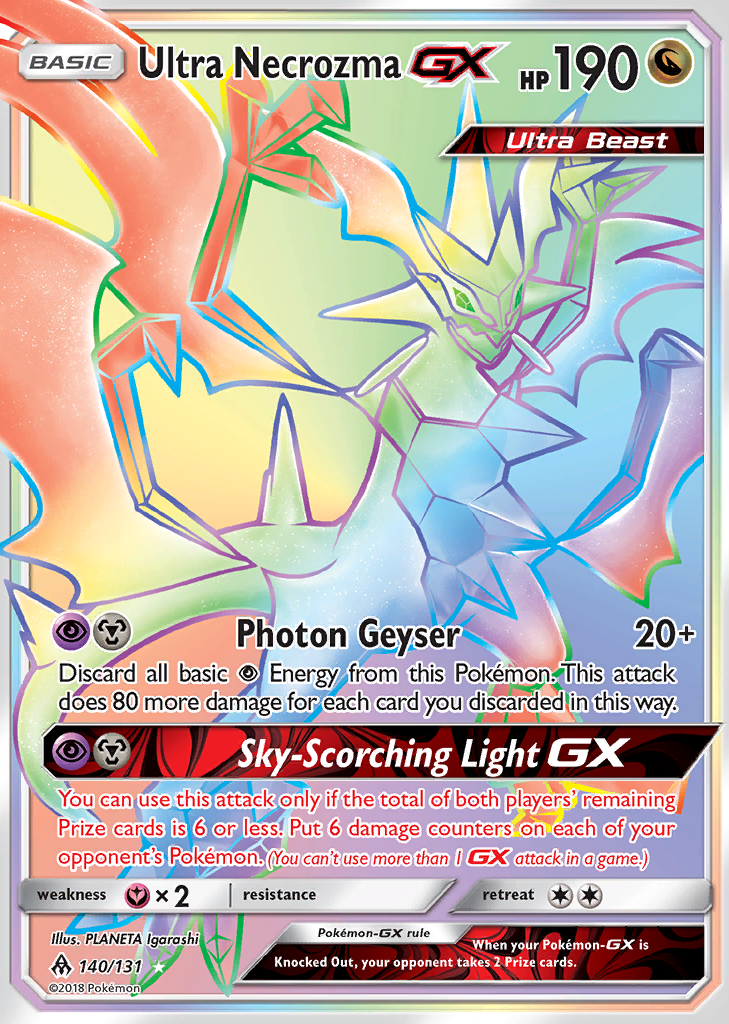 BASIC Ultra Necrozma GX HP 190
Ultra Beast
Photon Geyser 20+
Discard all basic Energy from this Pokémon. This attack
does 80 more damage for each card you discarded in this way.
Sky-Scorching Light GX
You can use this attack only if the total of both players' remaining
Prize cards is 6 or less. Put 6 damage counters on each of your
opponent's Pokémon. (You can't use more than 1 GX attack in a game.)
weakness ×2 resistance retreat
Illus. PLANETA Igarashi
140/131
©2018 Pokémon
Pokémon-GX rule
When your Pokémon-GX is
Knocked Out, your opponent takes 2 Prize cards.